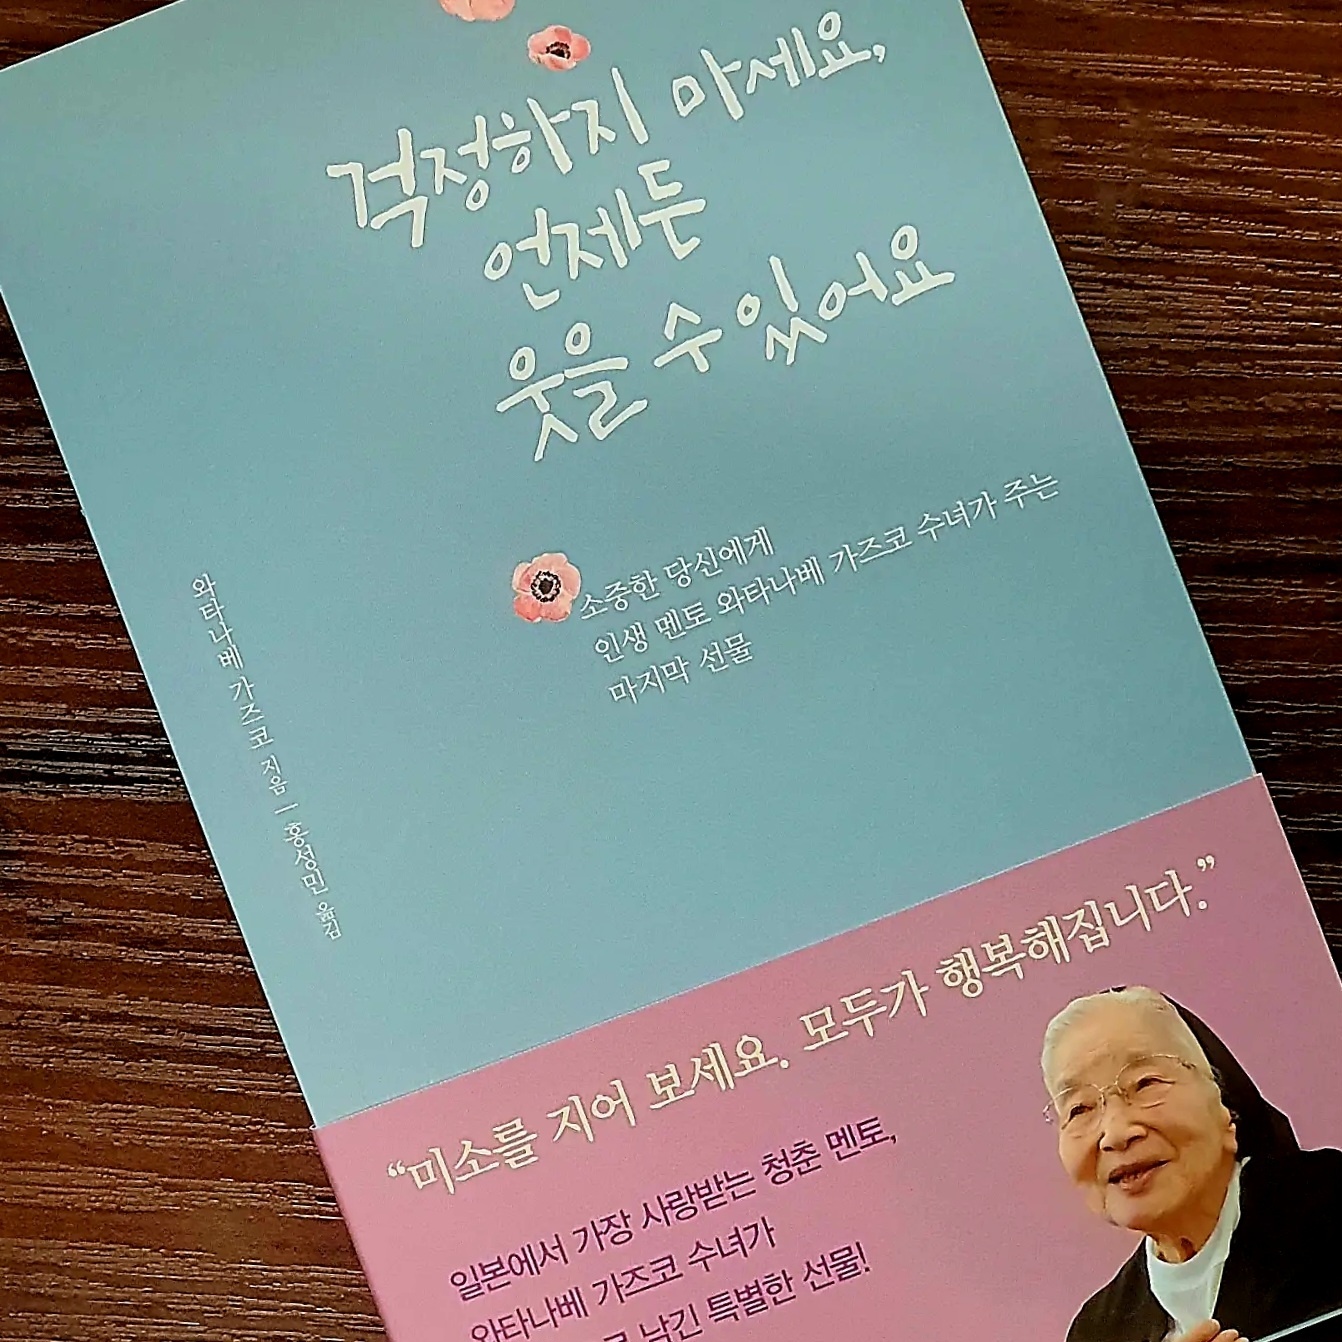 걱정하지 마세요,
언제든
웃을 수 있어요
소중한 당신에게
인생 멘토 와타나베 가즈코 수녀가 주는
마지막 선물
와타나베 가즈코 지음 | 홍성민 옮김
“미소를 지어 보세요. 모두가 행복해집니다.”
일본에서 가장 사랑받는 청춘 멘토,
와타나베 가즈코 수녀가
남긴 특별한 선물!